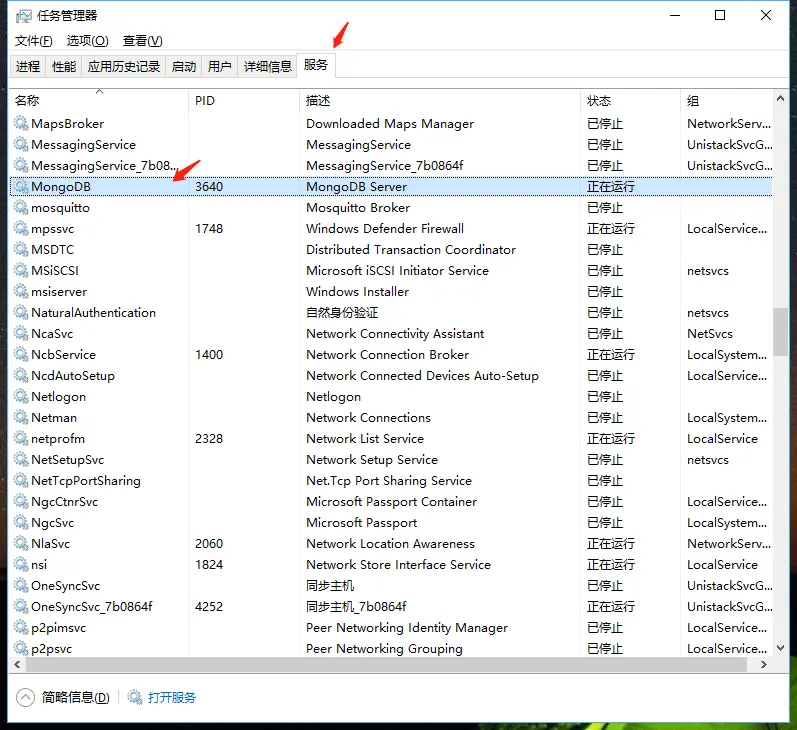 任务管理器
文件(F) 选项(O) 查看(V)
进程 性能 应用历史记录 启动 用户 详细信息 服务
名称 PID 描述 状态 组
MapsBroker Downloaded Maps Manager 已停止 NetworkServ...
MessagingService MessagingService 已停止 UnistackSvcG...
MessagingService_7b08... MessagingService_7b0864f 已停止 UnistackSvcG...
MongoDB 3640 MongoDB Server 正在运行
mosquitto Mosquitto Broker 已停止
mpssvc 1748 Windows Defender Firewall 正在运行 LocalService...
MSDTC Distributed Transaction Coordinator 已停止
MSiSCSI Microsoft iSCSI Initiator Service 已停止 netsvcs
msiserver Windows Installer 已停止
NaturalAuthentication 自然身份验证 已停止 netsvcs
NcaSvc Network Connectivity Assistant 已停止 NetSvcs
NcbService 1400 Network Connection Broker 正在运行 LocalSystem...
NcdAutoSetup Network Connected Devices Auto-Setup 已停止 LocalService...
Netlogon Netlogon 已停止
Netman Network Connections 已停止 LocalSystem...
netprofm 2328 Network List Service 正在运行 LocalService
NetSetupSvc Network Setup Service 已停止 netsvcs
NetTcpPortSharing Net.Tcp Port Sharing Service 已停止
NgcCtnrSvc Microsoft Passport Container 已停止 LocalService...
NgcSvc Microsoft Passport 已停止 LocalSystem...
NlaSvc 2060 Network Location Awareness 正在运行 NetworkServ...
nsi 1824 Network Store Interface Service 正在运行 LocalService
OneSyncSvc 同步主机 已停止 UnistackSvcG...
OneSyncSvc_7b0864f 4252 同步主机_7b0864f 正在运行 UnistackSvcG...
p2pimsvc Peer Networking Identity Manager 已停止 LocalService...
p2psvc Peer Networking Grouping 已停止 LocalService...
简略信息(D) 打开服务